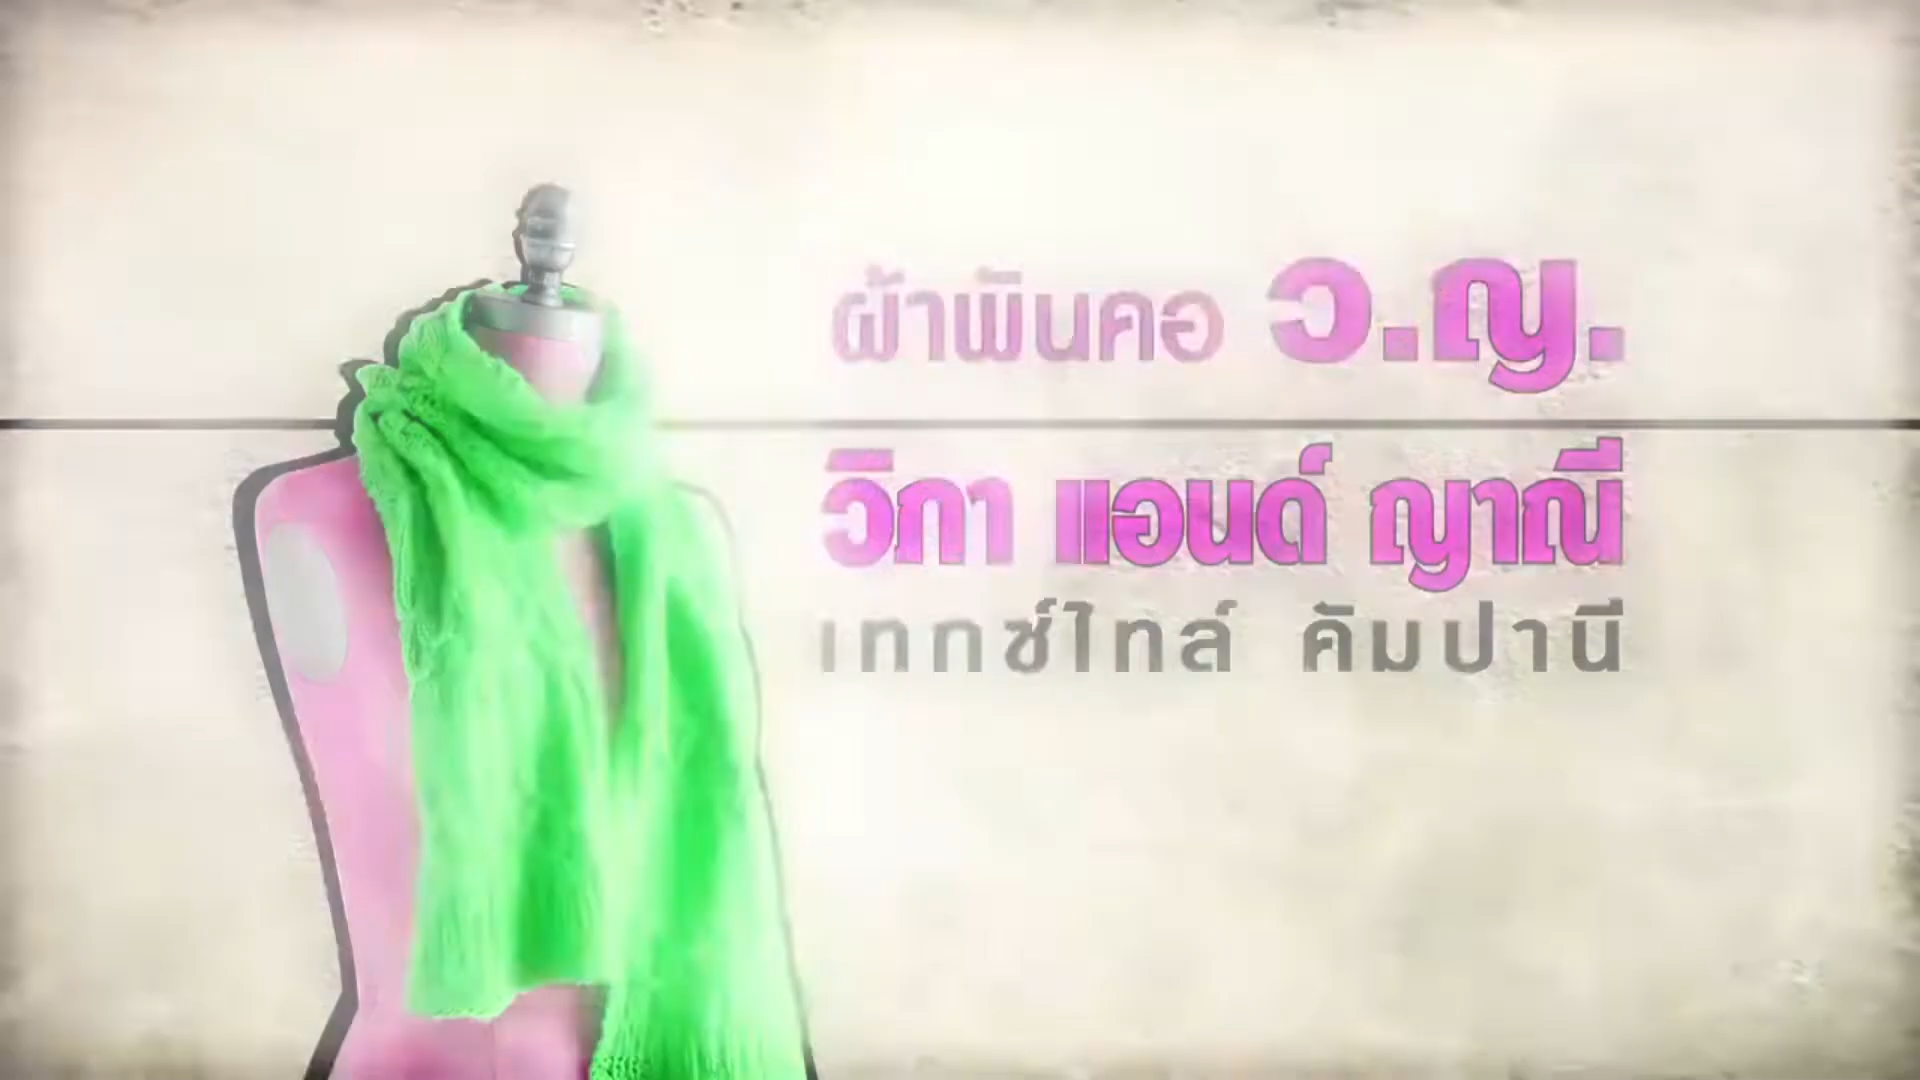 ผ้าพันคอ ว.ญ.
วิภา แอนด์ ญาณี
เทกซ์ไทล์ คัมปานี